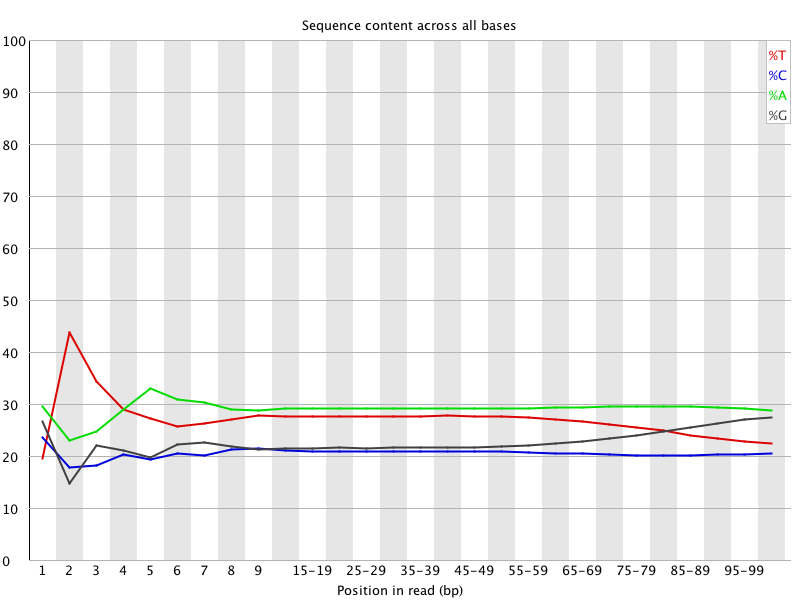 Sequence content across all bases
100
90
80
70
60
50
40
30
20
10
0
%T
%C
%A
%G
1 2 3 4 5 6 7 8 9 15-19 25-29 35-39 45-49 55-59 65-69 75-79 85-89 95-99
Position in read (bp)